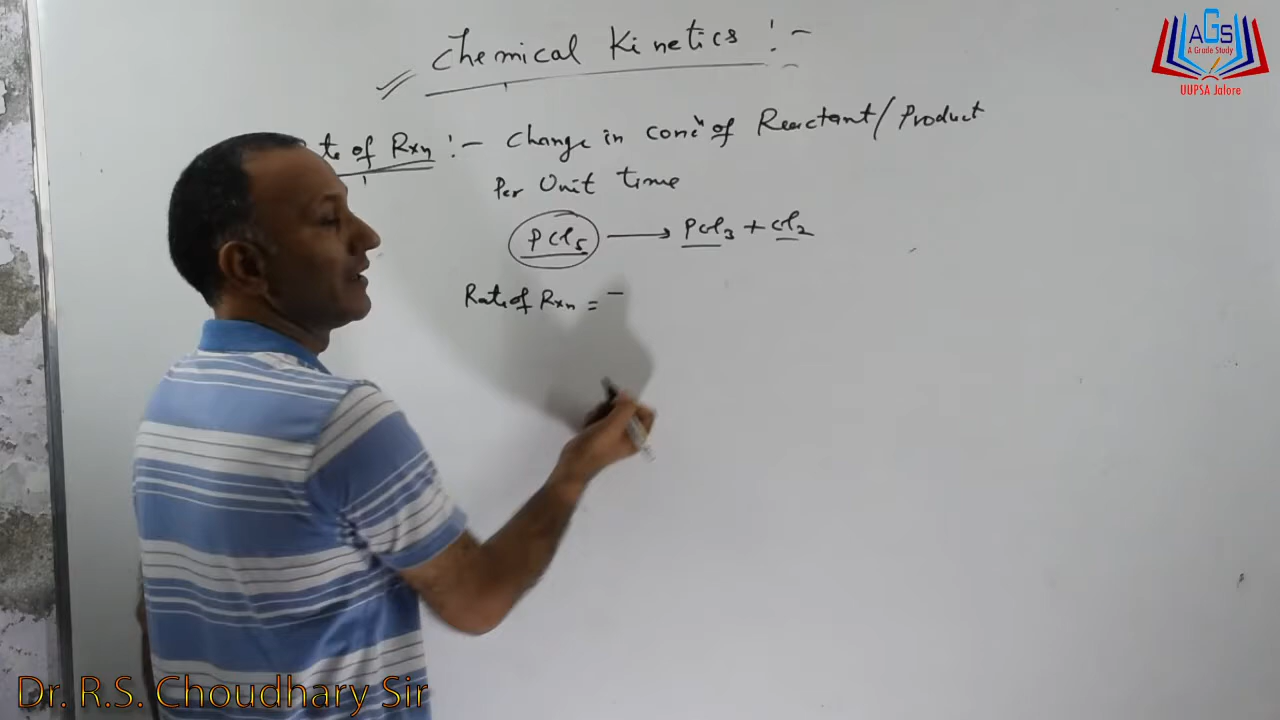 Chemical Kinetics :-
te of Rxn :- Change in concn of Reactant/Product
Per Unit time
PCl5 → PCl3 + Cl2
Rate of Rxn = -
AGS
A Grade Study
UUPSA Jalore
Dr. R.S. Choudhary Sir